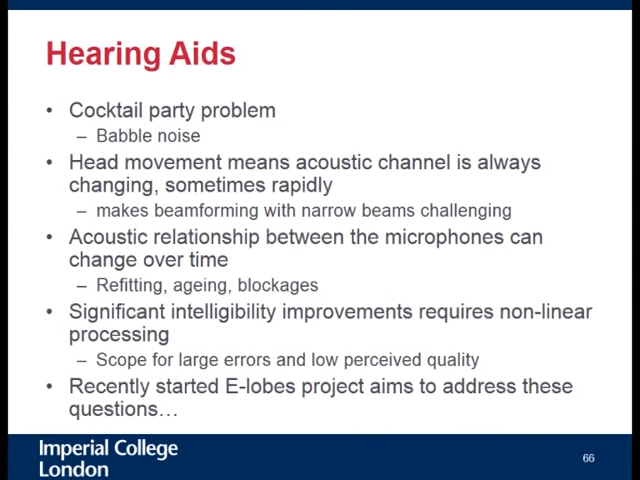 Hearing Aids
• Cocktail party problem
– Babble noise
• Head movement means acoustic channel is always
changing, sometimes rapidly
– makes beamforming with narrow beams challenging
• Acoustic relationship between the microphones can
change over time
– Refitting, ageing, blockages
• Significant intelligibility improvements requires non-linear
processing
– Scope for large errors and low perceived quality
• Recently started E-lobes project aims to address these
questions…
Imperial College
London
66